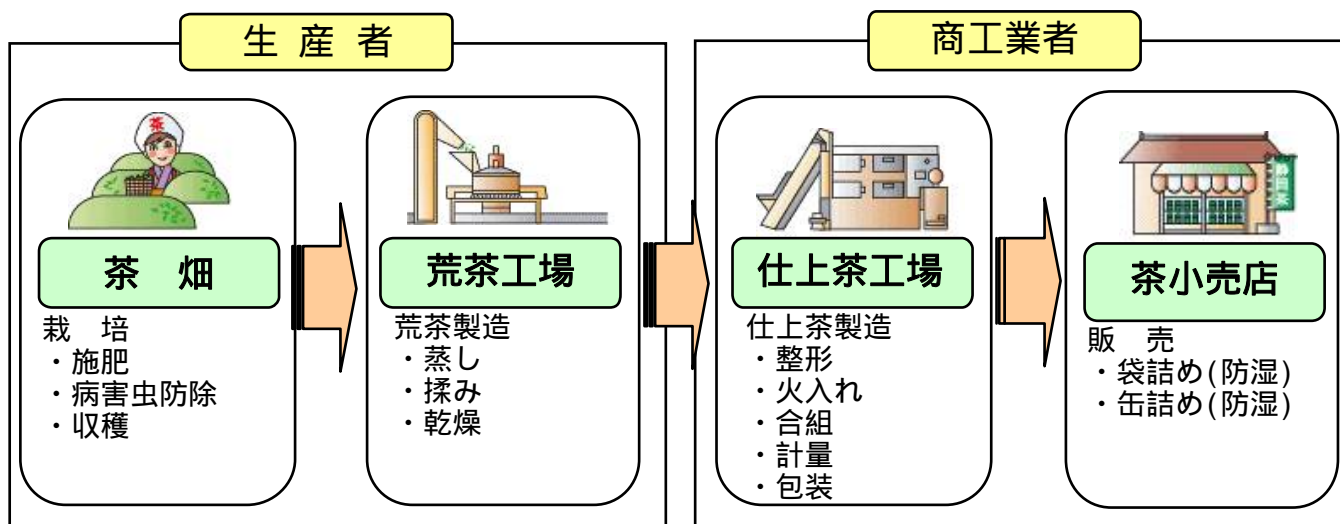 生 産 者
商工業者
茶
茶 畑
栽 培
・施肥
・病害虫防除
・収穫
荒茶工場
荒茶製造
・蒸し
・揉み
・乾燥
仕上茶工場
仕上茶製造
・整形
・火入れ
・合組
・計量
・包装
茶小売店
販 売
・袋詰め(防湿)
・缶詰め(防湿)